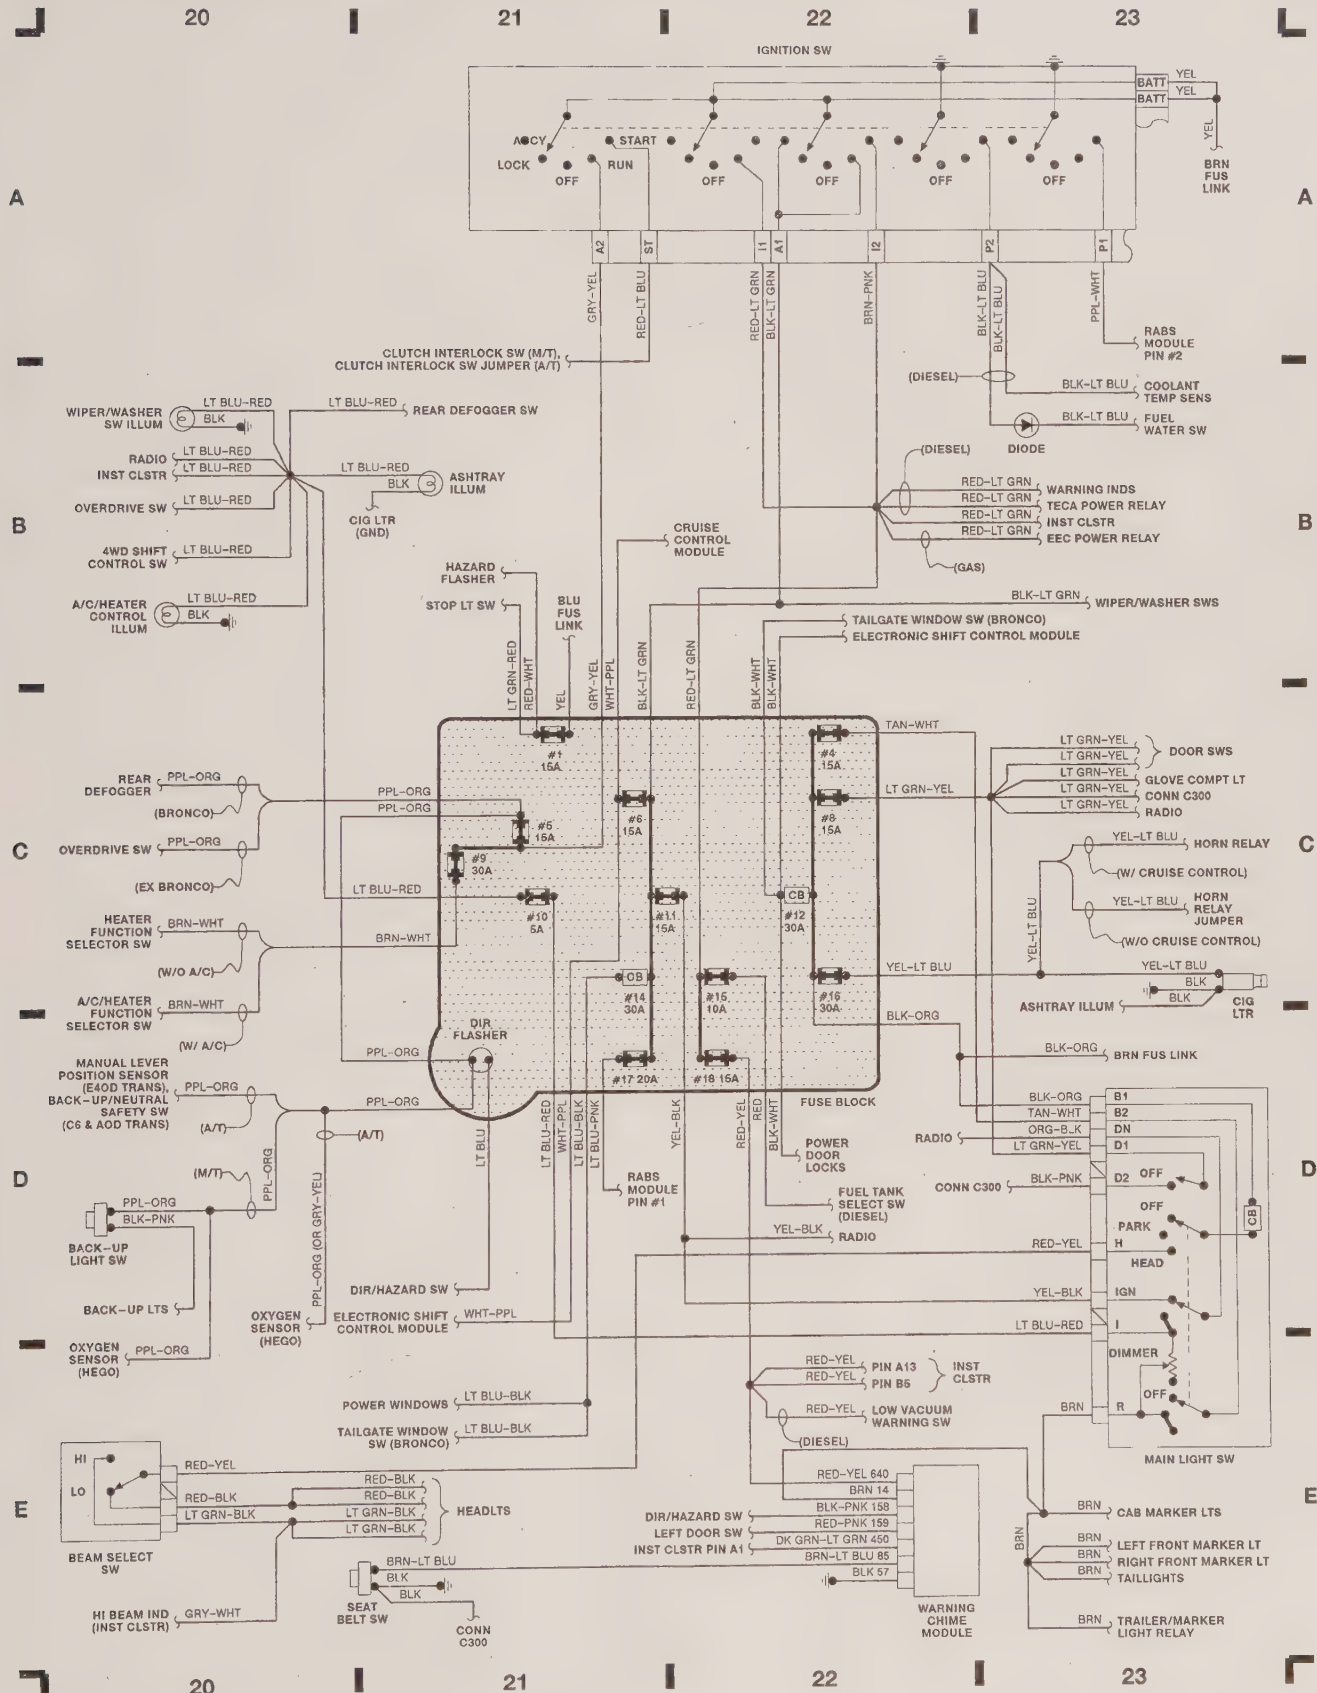 20 21 22 23
IGNITION SW
BATT YEL
BATT YEL
YEL
BRN
FUS
LINK
ACCY START
LOCK RUN
OFF OFF OFF OFF OFF
A A
A2 ST I1 A1 I2 P2 P1
GRY-YEL
RED-LT BLU
RED-LT GRN
BLK-LT GRN
BRN-PNK
BLK-LT BLU
BLK-LT BLU
PPL-WHT
RABS
MODULE
PIN #2
CLUTCH INTERLOCK SW (M/T),
CLUTCH INTERLOCK SW JUMPER (A/T)
(DIESEL)
BLK-LT BLU COOLANT
TEMP SENS
BLK-LT BLU FUEL
WATER SW
DIODE
WIPER/WASHER
SW ILLUM
LT BLU-RED
BLK
LT BLU-RED REAR DEFOGGER SW
RADIO LT BLU-RED
INST CLSTR LT BLU-RED
LT BLU-RED
BLK
ASHTRAY
ILLUM
CIG LTR
(GND)
OVERDRIVE SW LT BLU-RED
4WD SHIFT
CONTROL SW
LT BLU-RED
A/C/HEATER
CONTROL
ILLUM
LT BLU-RED
BLK
B B
(DIESEL)
RED-LT GRN WARNING INDS
RED-LT GRN TECA POWER RELAY
RED-LT GRN INST CLSTR
RED-LT GRN EEC POWER RELAY
(GAS)
CRUISE
CONTROL
MODULE
HAZARD
FLASHER
STOP LT SW
BLU
FUS
LINK
BLK-LT GRN WIPER/WASHER SWS
TAILGATE WINDOW SW (BRONCO)
ELECTRONIC SHIFT CONTROL MODULE
LT GRN-RED
RED-WHT
YEL
GRY-YEL
WHT-PPL
BLK-LT GRN
RED-LT GRN
BLK-WHT
BLK-WHT
#1
15A
#4
15A
TAN-WHT
#5
15A
#6
15A
#8
15A
LT GRN-YEL
#9
30A
#10
5A
#11
15A
CB
#12
30A
CB
#14
30A
#15
10A
#16
30A
#17 20A
#18 15A
DIR
FLASHER
FUSE BLOCK
LT GRN-YEL
LT GRN-YEL
DOOR SWS
LT GRN-YEL GLOVE COMPT LT
LT GRN-YEL CONN C300
LT GRN-YEL RADIO
REAR
DEFOGGER
PPL-ORG
(BRONCO)
PPL-ORG
PPL-ORG
OVERDRIVE SW PPL-ORG
(EX BRONCO)
C C
LT BLU-RED
HEATER
FUNCTION
SELECTOR SW
BRN-WHT
(W/O A/C)
BRN-WHT
A/C/HEATER
FUNCTION
SELECTOR SW
BRN-WHT
(W/ A/C)
YEL-LT BLU HORN RELAY
(W/ CRUISE CONTROL)
YEL-LT BLU HORN
RELAY
JUMPER
(W/O CRUISE CONTROL)
YEL-LT BLU
YEL-LT BLU
YEL-LT BLU
BLK
ASHTRAY ILLUM BLK
CIG
LTR
BLK-ORG
BLK-ORG BRN FUS LINK
MANUAL LEVER
POSITION SENSOR
(E4OD TRANS),
BACK-UP/NEUTRAL
SAFETY SW
(C6 & AOD TRANS)
PPL-ORG
(A/T)
PPL-ORG
PPL-ORG
(A/T)
(M/T)
PPL-ORG
PPL-ORG
BLK-PNK
BACK-UP
LIGHT SW
BACK-UP LTS
OXYGEN
SENSOR
(HEGO)
PPL-ORG
PPL-ORG (OR GRY-YEL)
OXYGEN
SENSOR
(HEGO)
D D
LT BLU
LT BLU-RED
WHT-PPL
LT BLU-BLK
LT BLU-PNK
YEL-BLK
RED-YEL
RED
BLK-WHT
RABS
MODULE
PIN #1
POWER
DOOR
LOCKS
FUEL TANK
SELECT SW
(DIESEL)
YEL-BLK RADIO
DIR/HAZARD SW
ELECTRONIC SHIFT
CONTROL MODULE
WHT-PPL
BLK-ORG B1
TAN-WHT B2
RADIO ORG-BLK DN
LT GRN-YEL D1
CONN C300 BLK-PNK D2 OFF
OFF
PARK
RED-YEL H
HEAD
CB
YEL-BLK IGN
LT BLU-RED I
DIMMER
OFF
BRN R
MAIN LIGHT SW
RED-YEL PIN A13
RED-YEL PIN B5
INST
CLSTR
RED-YEL LOW VACUUM
WARNING SW
(DIESEL)
POWER WINDOWS LT BLU-BLK
TAILGATE WINDOW
SW (BRONCO)
LT BLU-BLK
HI
LO
BEAM SELECT
SW
RED-YEL
RED-BLK
LT GRN-BLK
RED-BLK
RED-BLK
LT GRN-BLK
LT GRN-BLK
HEADLTS
HI BEAM IND
(INST CLSTR)
GRY-WHT
E E
RED-YEL 640
BRN 14
BLK-PNK 158
DIR/HAZARD SW RED-PNK 159
LEFT DOOR SW DK GRN-LT GRN 450
INST CLSTR PIN A1 BRN-LT BLU 85
BLK 57
WARNING
CHIME
MODULE
BRN-LT BLU
BLK
BLK
SEAT
BELT SW
CONN
C300
BRN CAB MARKER LTS
BRN
BRN LEFT FRONT MARKER LT
BRN RIGHT FRONT MARKER LT
BRN TAILLIGHTS
BRN TRAILER/MARKER
LIGHT RELAY
20 21 22 23